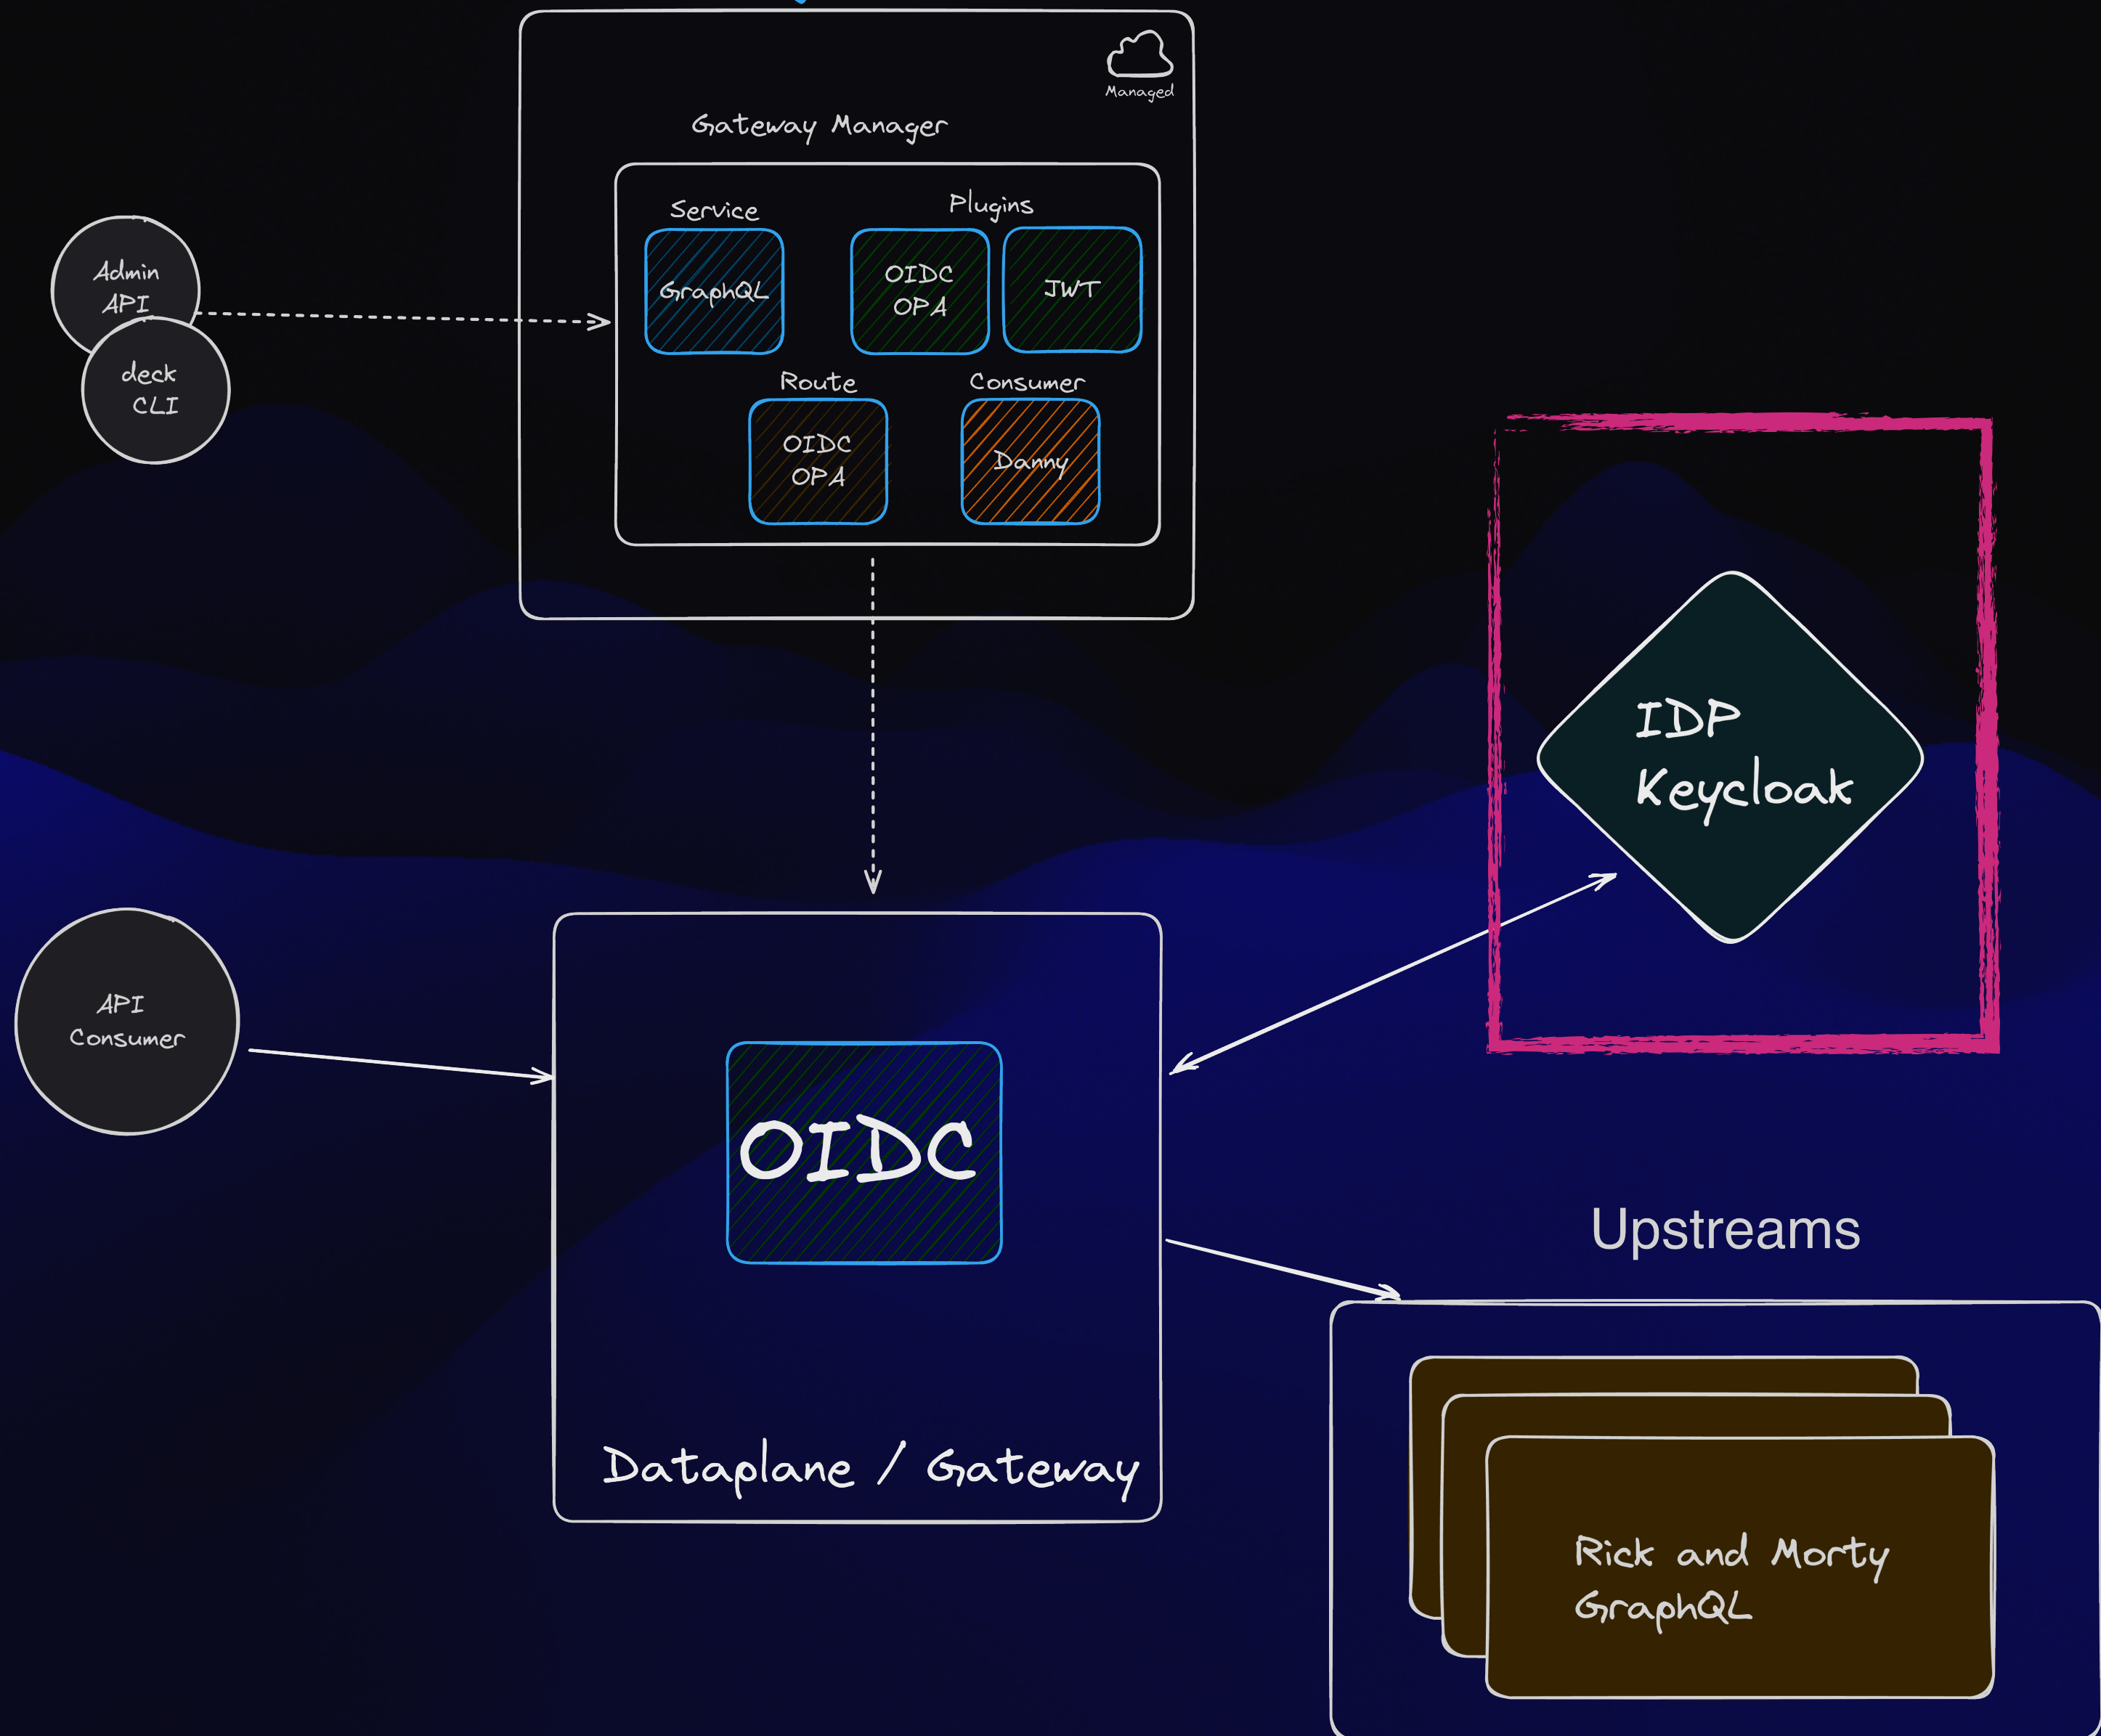 Managed
Gateway Manager
Service
Plugins
GraphQL
OIDC
OPA
JWT
Admin
API
deck
CLI
Route
Consumer
OIDC
OPA
Danny
IDP
Keycloak
API
Consumer
OIDC
Dataplane / Gateway
Upstreams
Rick and Morty
GraphQL